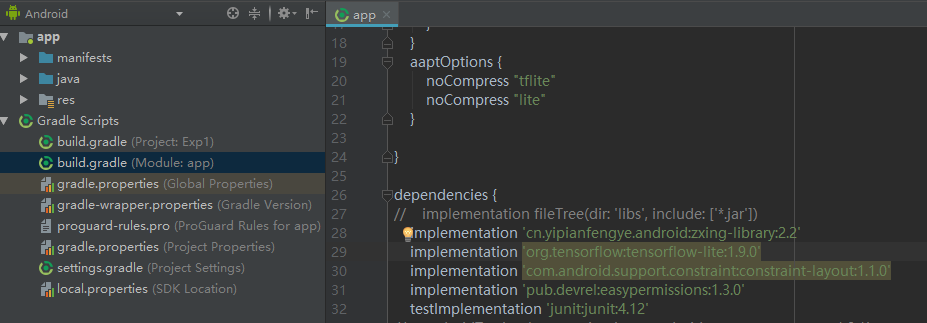 Android
app
manifests
java
res
Gradle Scripts
build.gradle (Project: Exp1)
build.gradle (Module: app)
gradle.properties (Global Properties)
gradle-wrapper.properties (Gradle Version)
proguard-rules.pro (ProGuard Rules for app)
gradle.properties (Project Properties)
settings.gradle (Project Settings)
local.properties (SDK Location)
app
18 }
19 aaptOptions {
20 noCompress "tflite"
21 noCompress "lite"
22 }
23
24 }
25
26 dependencies {
27 // implementation fileTree(dir: 'libs', include: ['*.jar'])
28 implementation 'cn.yipianfengye.android:zxing-library:2.2'
29 implementation 'org.tensorflow:tensorflow-lite:1.9.0'
30 implementation 'com.android.support.constraint:constraint-layout:1.1.0'
31 implementation 'pub.devrel:easypermissions:1.3.0'
32 testImplementation 'junit:junit:4.12'